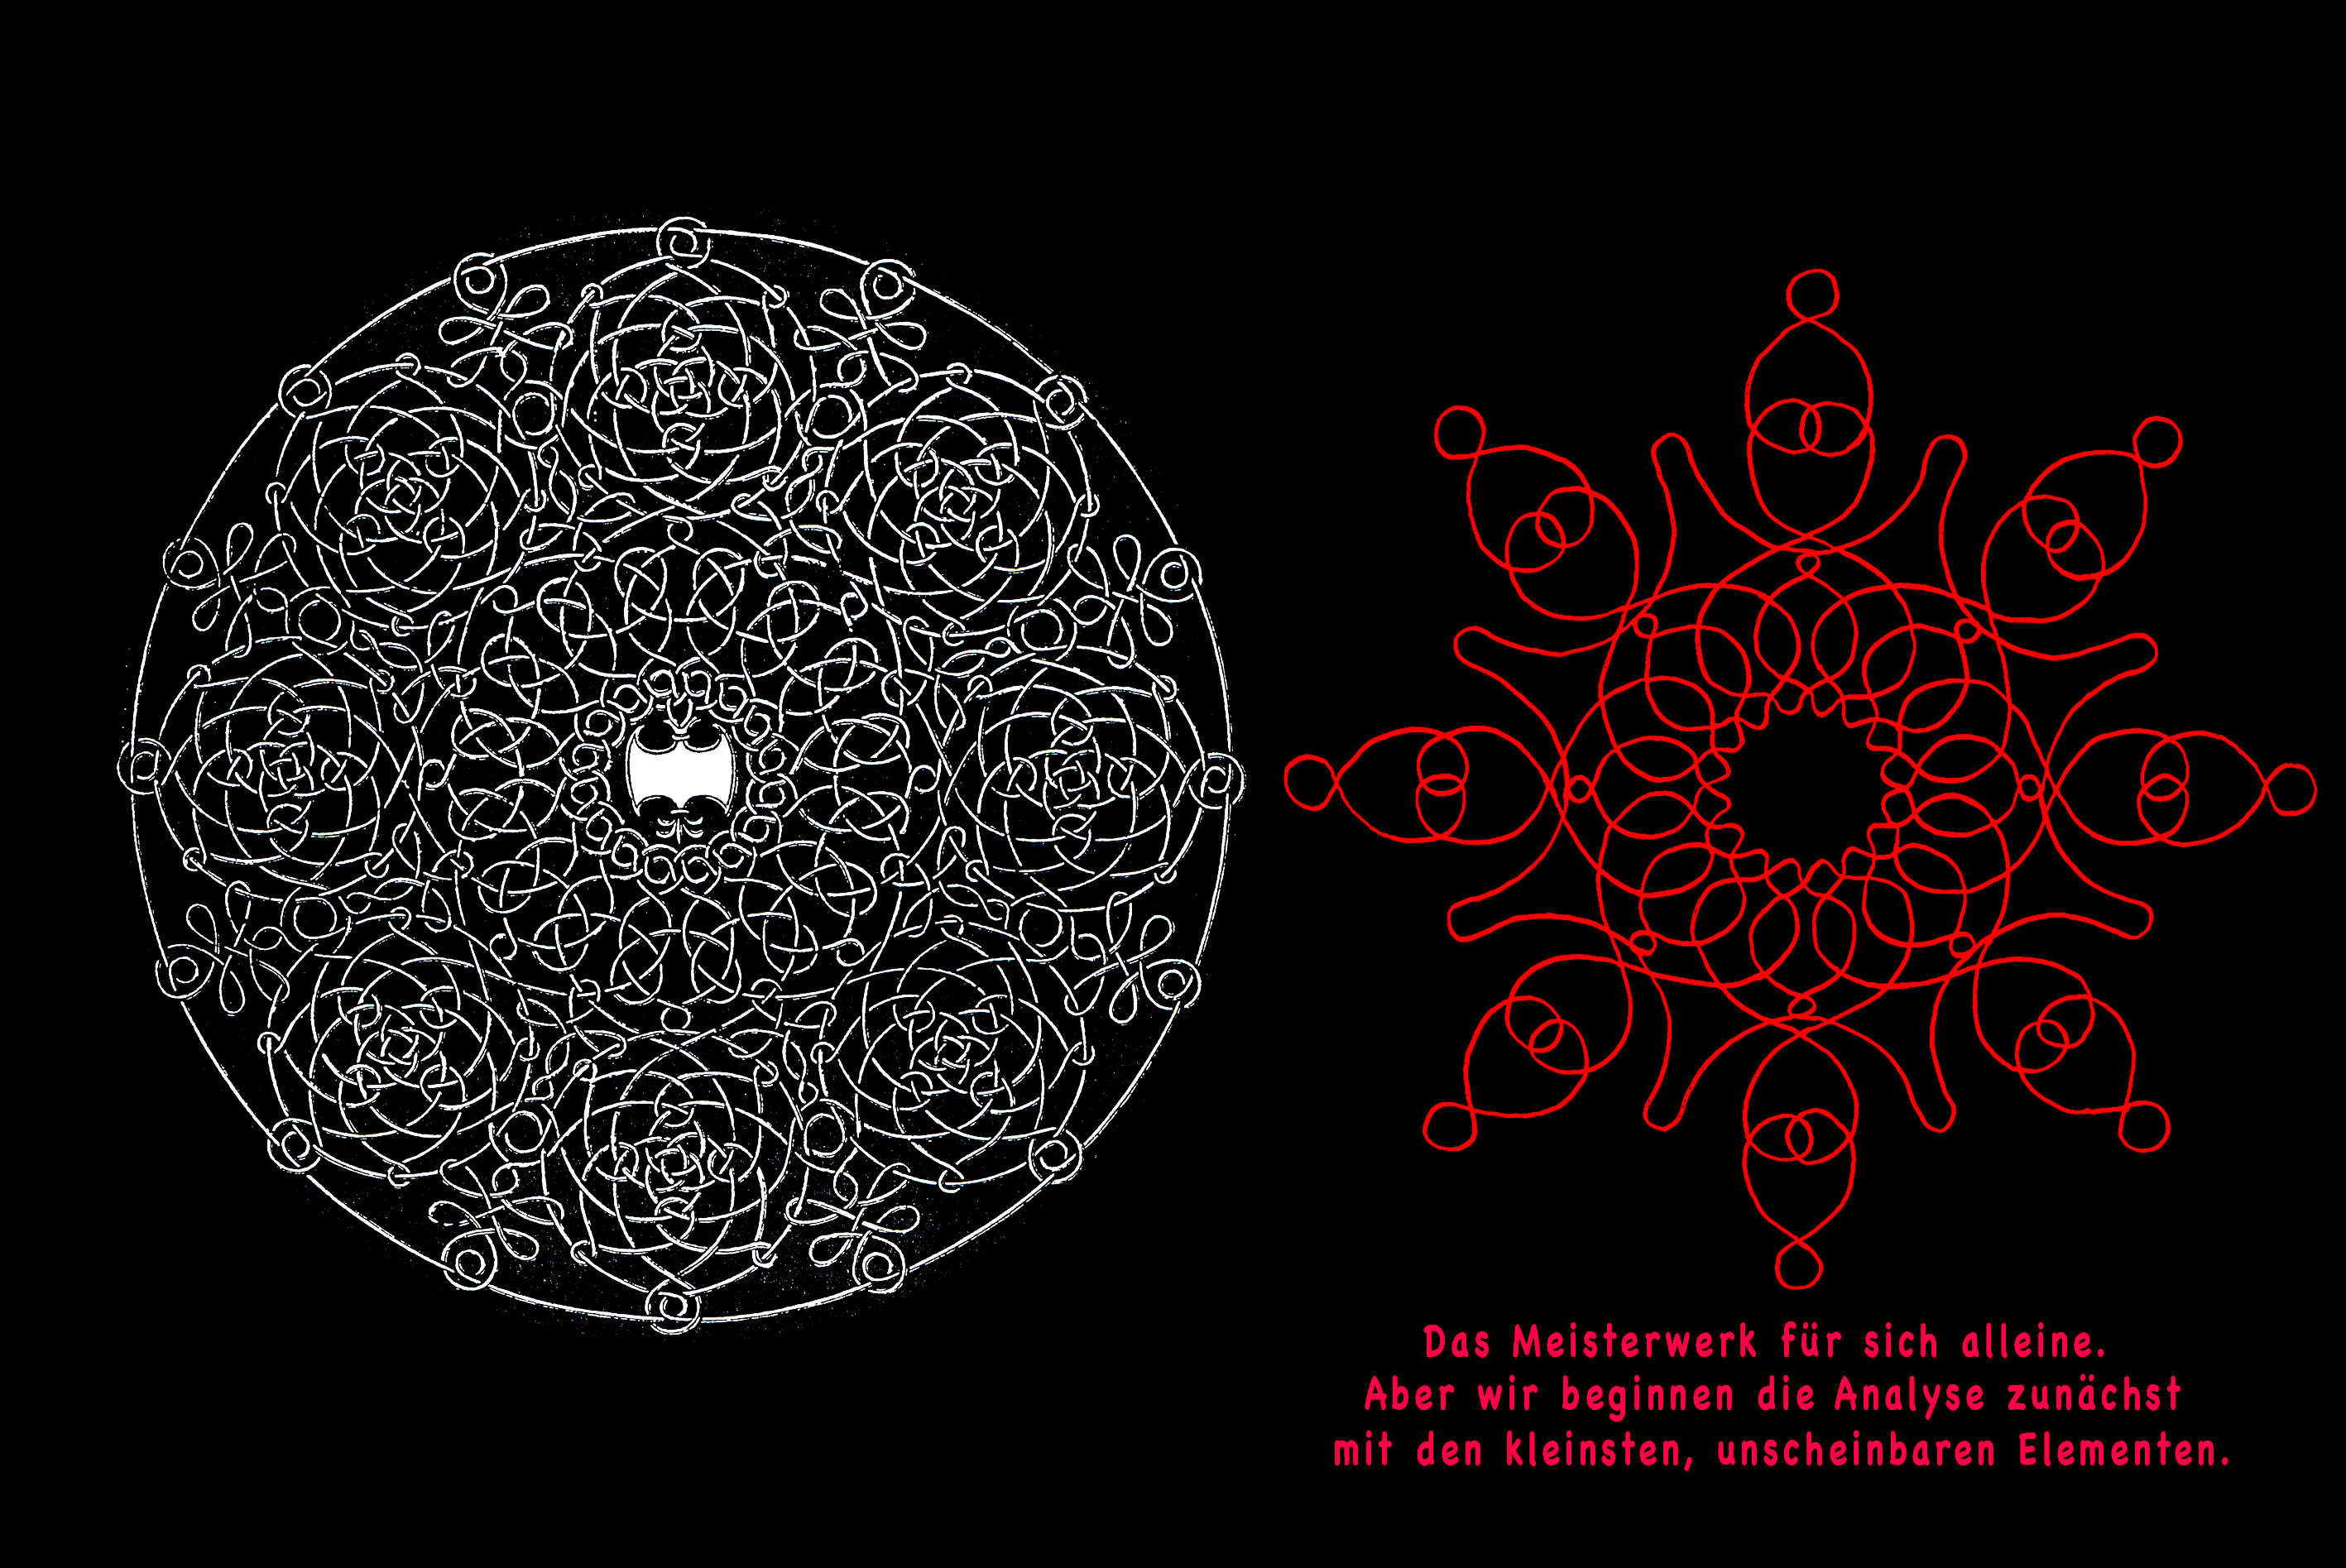 Das Meisterwerk für sich alleine.
Aber wir beginnen die Analyse zunächst
mit den kleinsten, unscheinbaren Elementen.